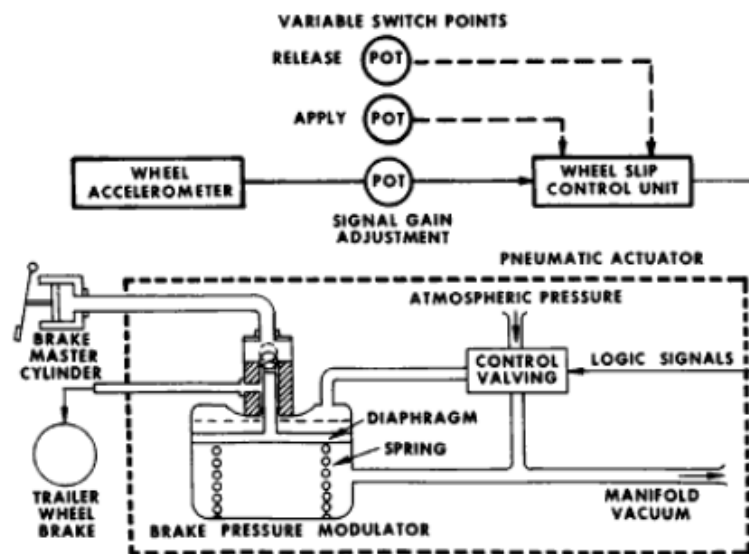 VARIABLE SWITCH POINTS
RELEASE
POT
APPLY
POT
WHEEL
ACCELEROMETER
POT
WHEEL SLIP
CONTROL UNIT
SIGNAL GAIN
ADJUSTMENT
PNEUMATIC ACTUATOR
ATMOSPHERIC PRESSURE
BRAKE
MASTER
CYLINDER
CONTROL
VALVING
LOGIC SIGNALS
DIAPHRAGM
SPRING
TRAILER
WHEEL
BRAKE
MANIFOLD
VACUUM
BRAKE PRESSURE MODULATOR